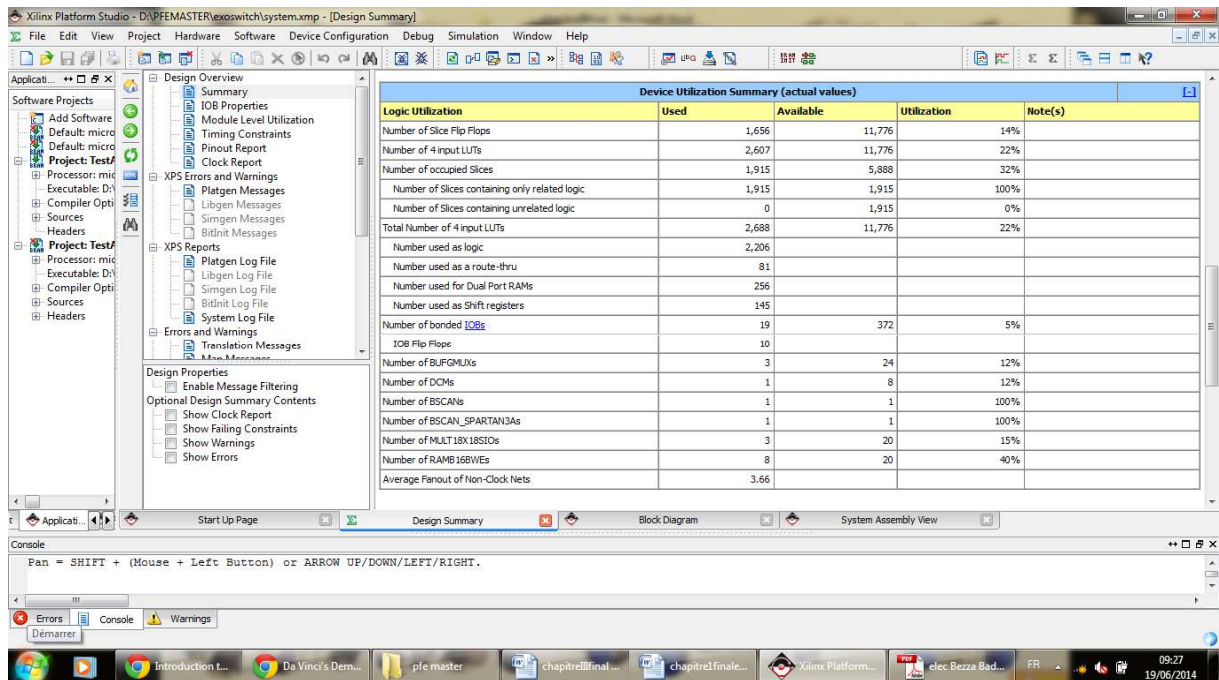 Xilinx Platform Studio - D:\PFEMASTER\exoswitch\system.xmp - [Design Summary]
File Edit View Project Hardware Software Device Configuration Debug Simulation Window Help
Applicati...
Software Projects
Add Software
Default: micro
Default: micro
Project: TestA
Processor: mic
Executable: D:\
Compiler Opti
Sources
Headers
Project: TestA
Processor: mic
Executable: D:\
Compiler Opti
Sources
Headers
Design Overview
Summary
IOB Properties
Module Level Utilization
Timing Constraints
Pinout Report
Clock Report
XPS Errors and Warnings
Platgen Messages
Libgen Messages
Simgen Messages
BitInit Messages
XPS Reports
Platgen Log File
Libgen Log File
Simgen Log File
BitInit Log File
System Log File
Errors and Warnings
Translation Messages
Map Messages
Design Properties
Enable Message Filtering
Optional Design Summary Contents
Show Clock Report
Show Failing Constraints
Show Warnings
Show Errors
Device Utilization Summary (actual values) [-]
Logic Utilization Used Available Utilization Note(s)
Number of Slice Flip Flops 1,656 11,776 14%
Number of 4 input LUTs 2,607 11,776 22%
Number of occupied Slices 1,915 5,888 32%
Number of Slices containing only related logic 1,915 1,915 100%
Number of Slices containing unrelated logic 0 1,915 0%
Total Number of 4 input LUTs 2,688 11,776 22%
Number used as logic 2,206
Number used as a route-thru 81
Number used for Dual Port RAMs 256
Number used as Shift registers 145
Number of bonded IOBs 19 372 5%
IOB Flip Flops 10
Number of BUFGMUXs 3 24 12%
Number of DCMs 1 8 12%
Number of BSCANs 1 1 100%
Number of BSCAN_SPARTAN3As 1 1 100%
Number of MULT18X18SIOs 3 20 15%
Number of RAMB16BWEs 8 20 40%
Average Fanout of Non-Clock Nets 3.66
Applicati... Start Up Page Design Summary Block Diagram System Assembly View
Console
Pan = SHIFT + (Mouse + Left Button) or ARROW UP/DOWN/LEFT/RIGHT.
Errors Console Warnings
Démarrer
Introduction t... Da Vinci's Dem... pfe master chapitreIIIfinal ... chapitre1finale... Xilinx Platform... elec Bezza Bad... FR 09:27
19/06/2014